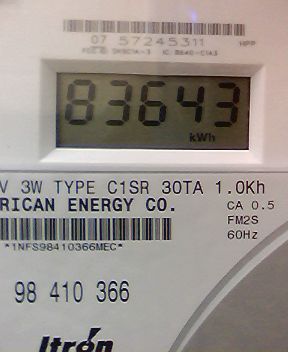 07 57245311 HPP
83643
kWh
V 3W TYPE C1SR 30TA 1.0Kh
RICAN ENERGY CO. CA 0.5
FM2S
60Hz
*1NFS98410366MEC*
98 410 366
Itron